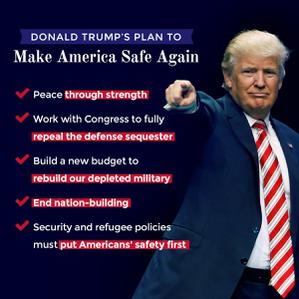 DONALD TRUMP'S PLAN TO
Make America Safe Again
Peace through strength
Work with Congress to fully
repeal the defense sequester
Build a new budget to
rebuild our depleted military
End nation-building
Security and refugee policies
must put Americans' safety first